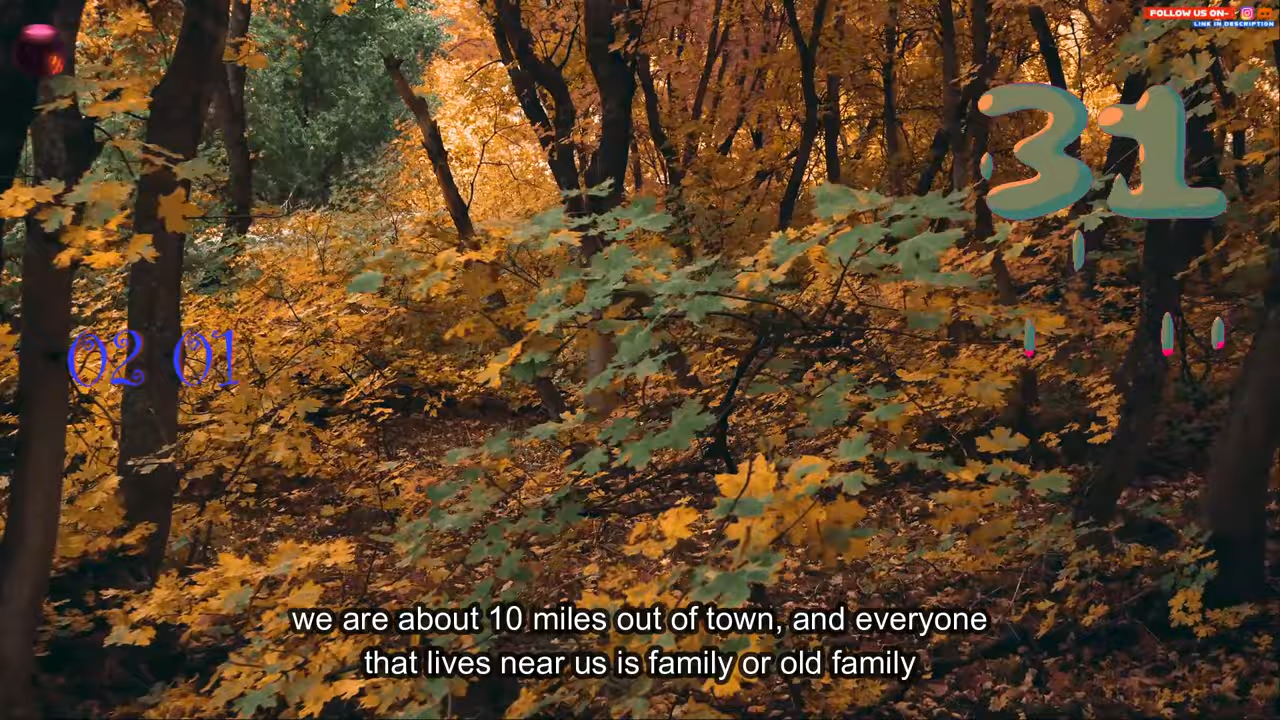 FOLLOW US ON-
LINK IN DESCRIPTION
31
02 01
we are about 10 miles out of town, and everyone
that lives near us is family or old family